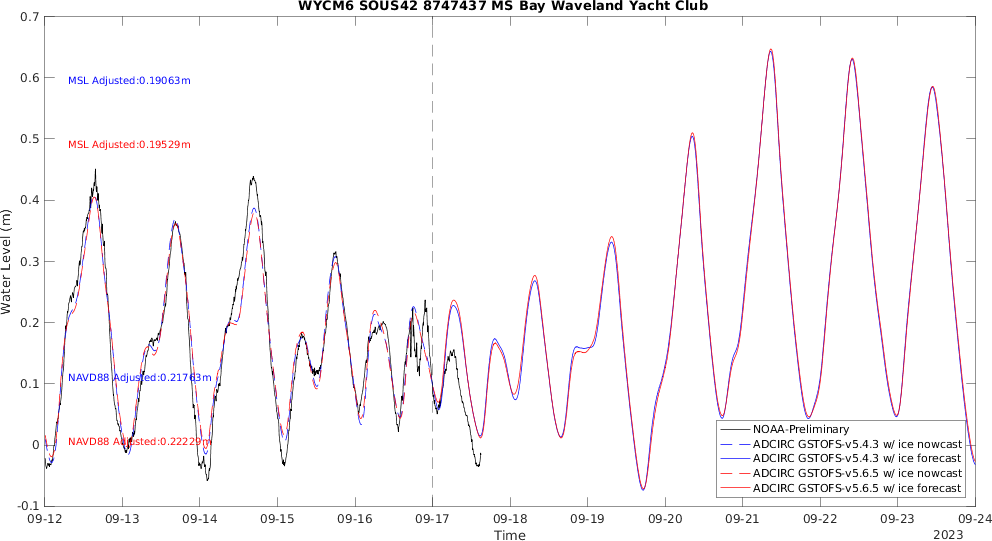 WYCM6 SOUS42 8747437 MS Bay Waveland Yacht Club
0.7
0.6
0.5
0.4
0.3
0.2
0.1
0
-0.1
Water Level (m)
MSL Adjusted:0.19063m
MSL Adjusted:0.19529m
NAVD88 Adjusted:0.21763m
NAVD88 Adjusted:0.22229m
NOAA-Preliminary
ADCIRC GSTOFS-v5.4.3 w/ ice nowcast
ADCIRC GSTOFS-v5.4.3 w/ ice forecast
ADCIRC GSTOFS-v5.6.5 w/ ice nowcast
ADCIRC GSTOFS-v5.6.5 w/ ice forecast
09-12 09-13 09-14 09-15 09-16 09-17 09-18 09-19 09-20 09-21 09-22 09-23 09-24
Time
2023